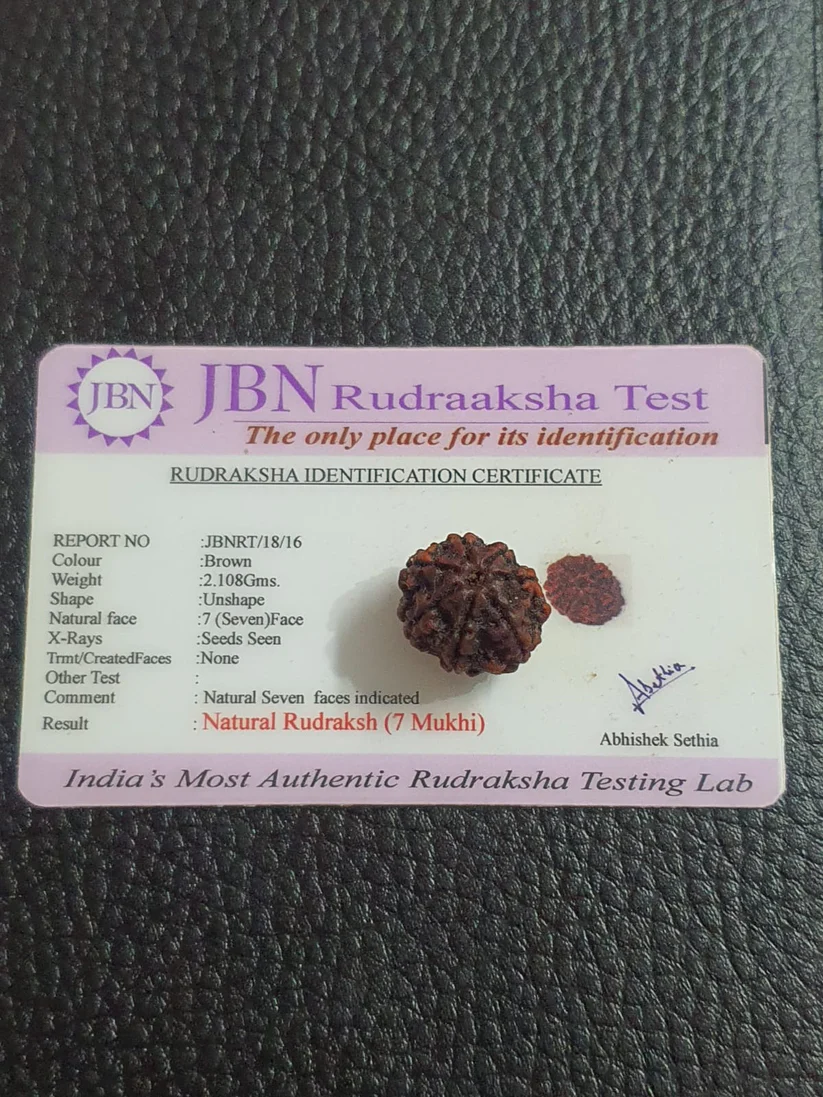 JBN
JBN Rudraaksha Test
The only place for its identification
RUDRAKSHA IDENTIFICATION CERTIFICATE
REPORT NO :JBNRT/18/16
Colour :Brown
Weight :2.108Gms.
Shape :Unshape
Natural face :7 (Seven)Face
X-Rays :Seeds Seen
Trmt/CreatedFaces :None
Other Test :
Comment : Natural Seven faces indicated
Result : Natural Rudraksh (7 Mukhi)
Abhishek Sethia
India's Most Authentic Rudraksha Testing Lab